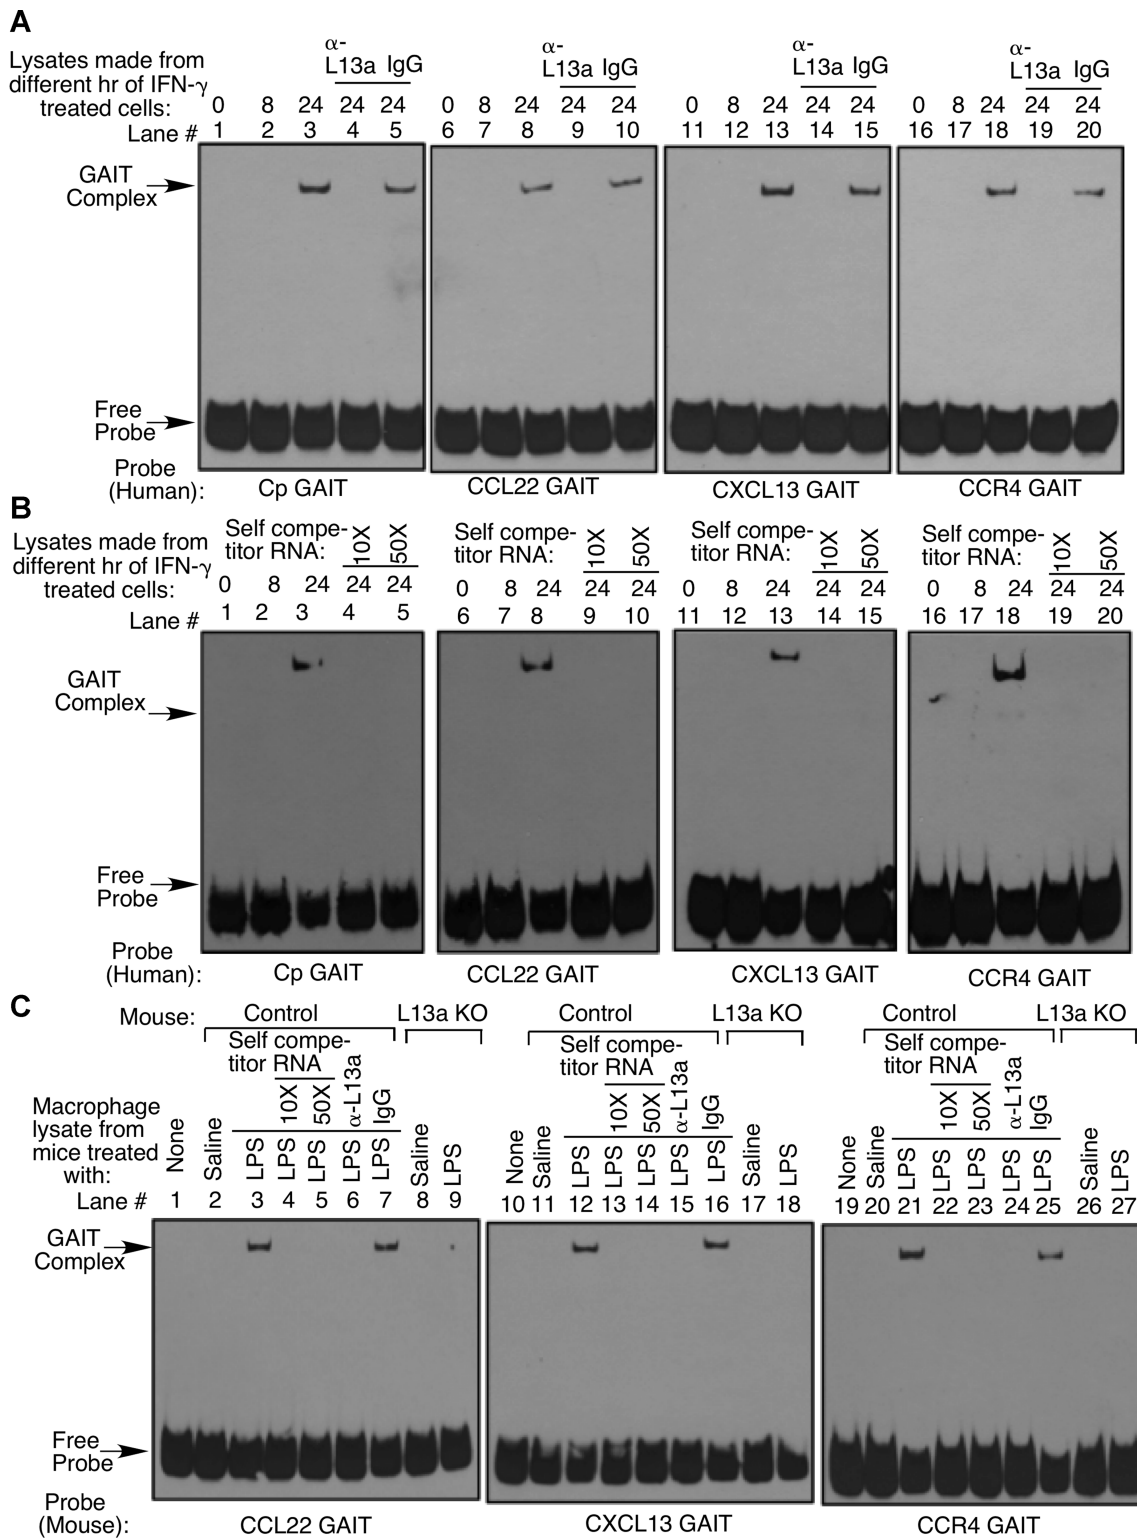 A
α-
L13a IgG
α-
L13a IgG
α-
L13a IgG
α-
L13a IgG
Lysates made from
different hr of IFN-γ
treated cells:
0 8 24 24 24 0 8 24 24 24 0 8 24 24 24 0 8 24 24 24
Lane # 1 2 3 4 5 6 7 8 9 10 11 12 13 14 15 16 17 18 19 20
GAIT
Complex
Free
Probe
Probe
(Human):
Cp GAIT CCL22 GAIT CXCL13 GAIT CCR4 GAIT
B
Self compe-
titor RNA: 10X 50X
Self compe-
titor RNA: 10X 50X
Self compe-
titor RNA: 10X 50X
Self compe-
titor RNA: 10X 50X
Lysates made from
different hr of IFN-γ
treated cells:
0 8 24 24 24 0 8 24 24 24 0 8 24 24 24 0 8 24 24 24
Lane # 1 2 3 4 5 6 7 8 9 10 11 12 13 14 15 16 17 18 19 20
GAIT
Complex
Free
Probe
Probe
(Human):
Cp GAIT CCL22 GAIT CXCL13 GAIT CCR4 GAIT
C
Mouse: Control L13a KO Control L13a KO Control L13a KO
Self compe-
titor RNA
Self compe-
titor RNA
Self compe-
titor RNA
10X 50X α-L13a IgG 10X 50X α-L13a IgG 10X 50X α-L13a IgG
Macrophage
lysate from
mice treated
with:
None Saline LPS LPS LPS LPS LPS Saline LPS None Saline LPS LPS LPS LPS LPS Saline LPS None Saline LPS LPS LPS LPS LPS Saline LPS
Lane # 1 2 3 4 5 6 7 8 9 10 11 12 13 14 15 16 17 18 19 20 21 22 23 24 25 26 27
GAIT
Complex
Free
Probe
Probe
(Mouse):
CCL22 GAIT CXCL13 GAIT CCR4 GAIT